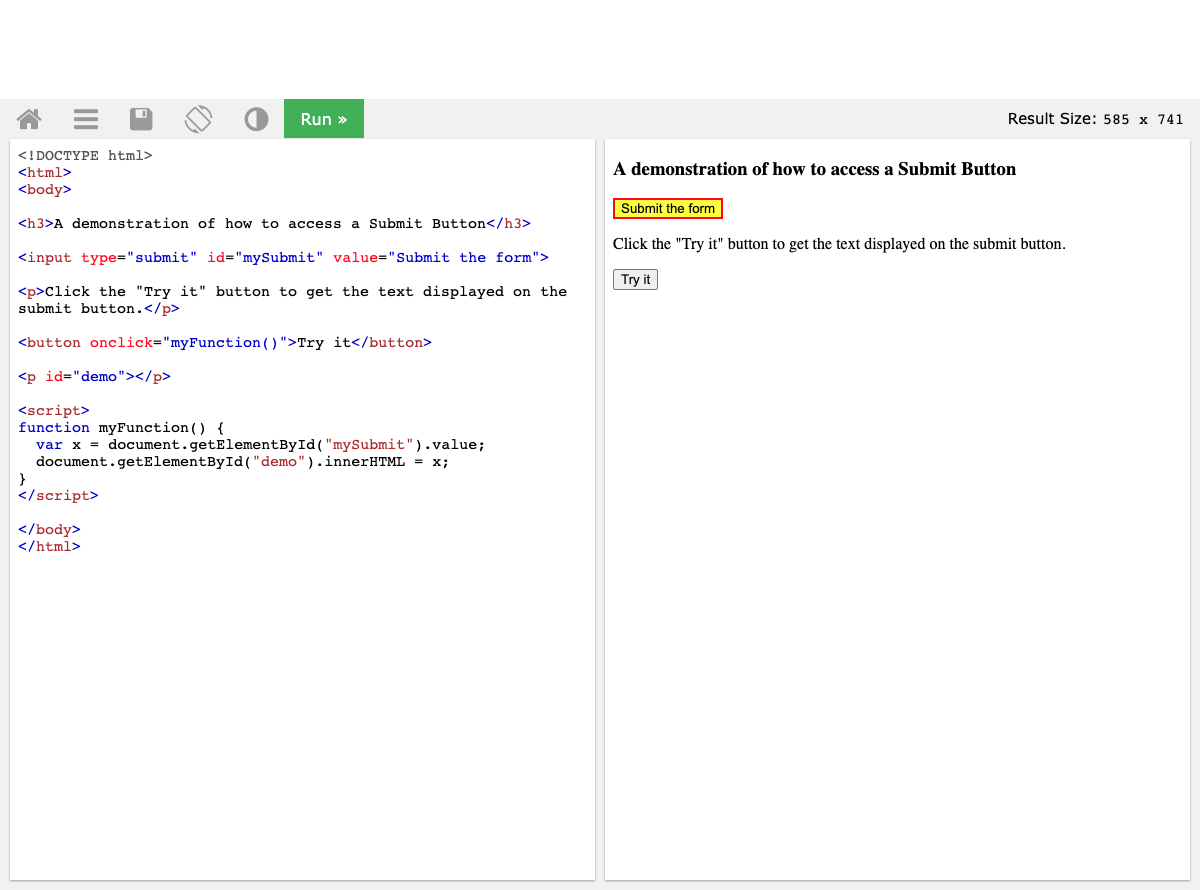 Run » Result Size: 585 x 741
<!DOCTYPE html>
<html>
<body>
<h3>A demonstration of how to access a Submit Button</h3>
<input type="submit" id="mySubmit" value="Submit the form">
<p>Click the "Try it" button to get the text displayed on the
submit button.</p>
<button onclick="myFunction()">Try it</button>
<p id="demo"></p>
<script>
function myFunction() {
  var x = document.getElementById("mySubmit").value;
  document.getElementById("demo").innerHTML = x;
}
</script>
</body>
</html>
A demonstration of how to access a Submit Button
Submit the form
Click the "Try it" button to get the text displayed on the submit button.
Try it